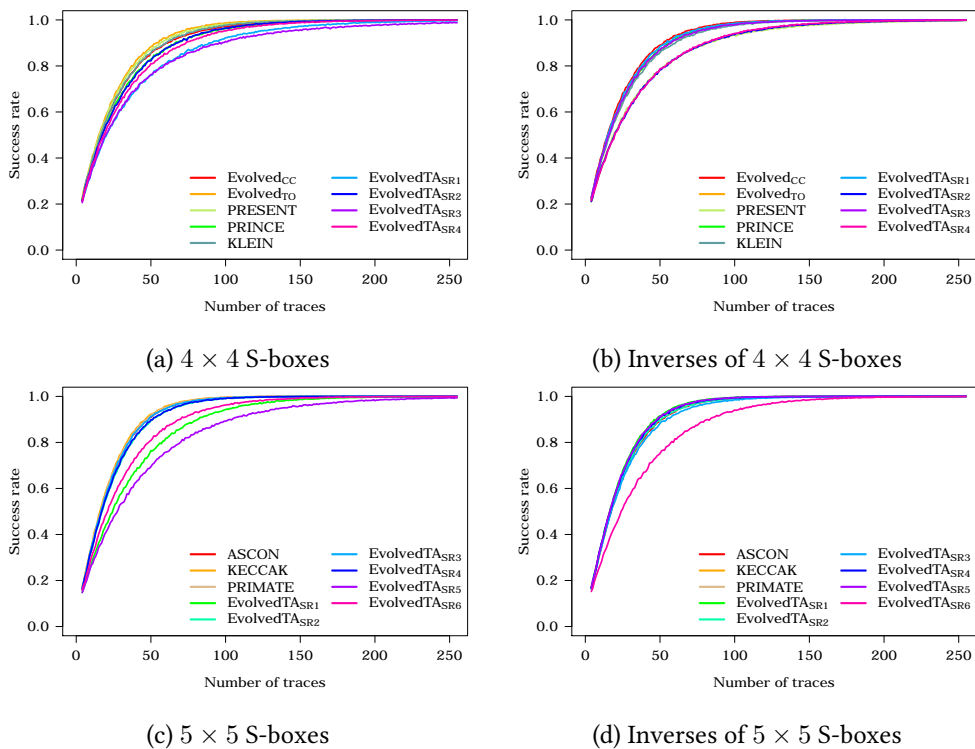 1.0
0.8
0.6
0.4
0.2
0.0
Success rate
Evolved_CC
Evolved_TO
PRESENT
PRINCE
KLEIN
EvolvedTA_SR1
EvolvedTA_SR2
EvolvedTA_SR3
EvolvedTA_SR4
0 50 100 150 200 250
Number of traces
(a) 4 × 4 S-boxes
1.0
0.8
0.6
0.4
0.2
0.0
Success rate
Evolved_CC
Evolved_TO
PRESENT
PRINCE
KLEIN
EvolvedTA_SR1
EvolvedTA_SR2
EvolvedTA_SR3
EvolvedTA_SR4
0 50 100 150 200 250
Number of traces
(b) Inverses of 4 × 4 S-boxes
1.0
0.8
0.6
0.4
0.2
0.0
Success rate
ASCON
KECCAK
PRIMATE
EvolvedTA_SR1
EvolvedTA_SR2
EvolvedTA_SR3
EvolvedTA_SR4
EvolvedTA_SR5
EvolvedTA_SR6
0 50 100 150 200 250
Number of traces
(c) 5 × 5 S-boxes
1.0
0.8
0.6
0.4
0.2
0.0
Success rate
ASCON
KECCAK
PRIMATE
EvolvedTA_SR1
EvolvedTA_SR2
EvolvedTA_SR3
EvolvedTA_SR4
EvolvedTA_SR5
EvolvedTA_SR6
0 50 100 150 200 250
Number of traces
(d) Inverses of 5 × 5 S-boxes